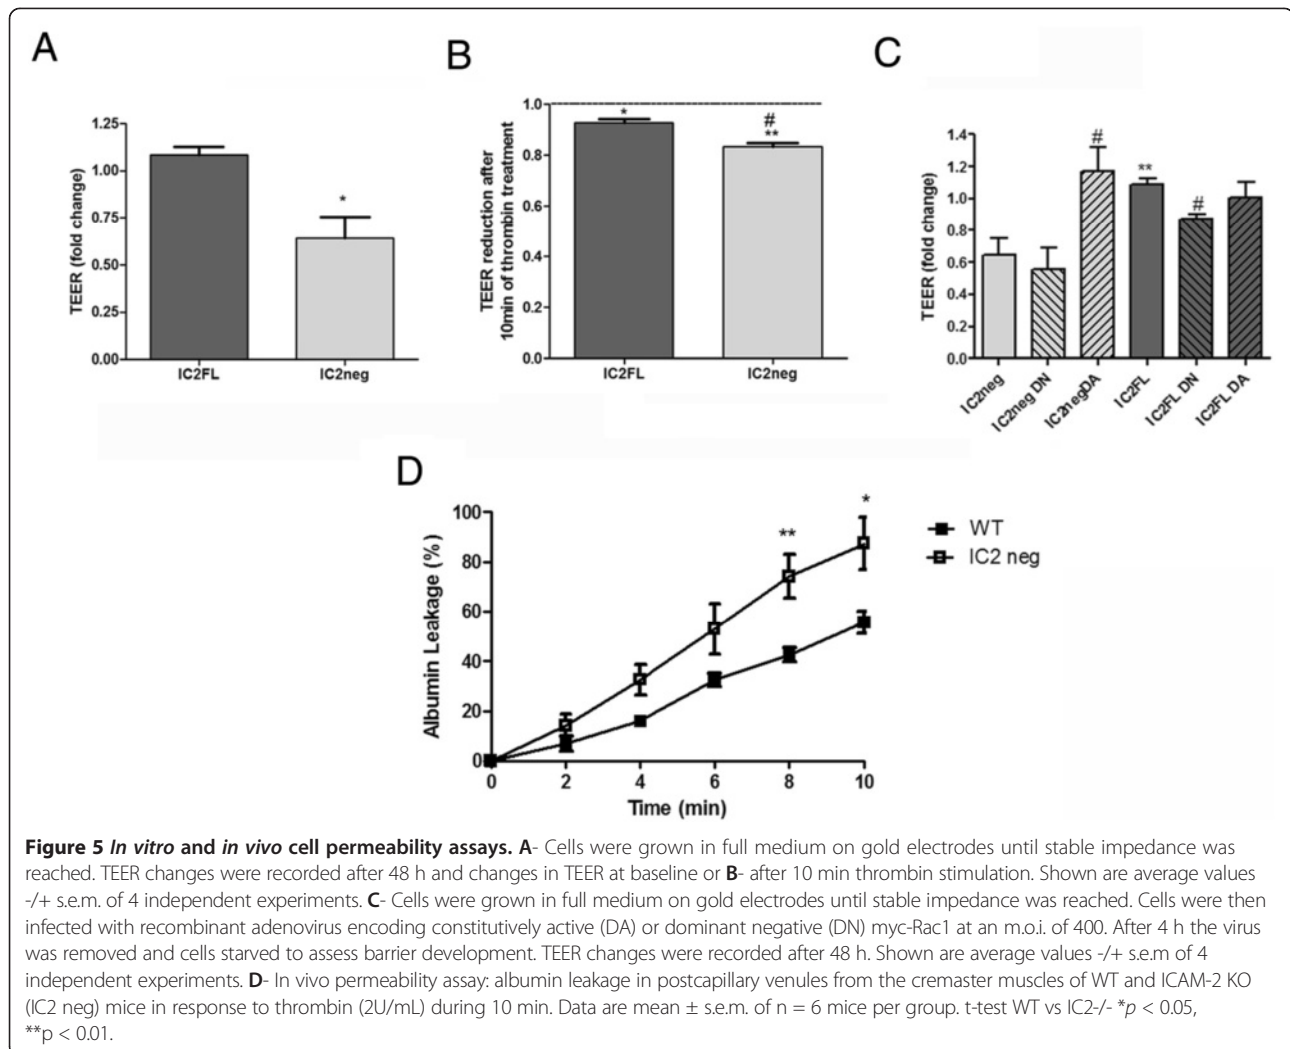 A
TEER (fold change)
1.25
1.00
0.75
0.50
0.25
0.00
*
IC2FL
IC2neg
B
TEER reduction after
10min of thrombin treatment
1.0
0.8
0.6
0.4
0.2
0.0
*
#
**
IC2FL
IC2neg
C
TEER (fold change)
1.4
1.2
1.0
0.8
0.6
0.4
0.2
0.0
#
**
#
IC2neg
IC2neg DN
IC2negDA
IC2FL
IC2FL DN
IC2FL DA
D
Albumin Leakage (%)
100
80
60
40
20
0
**
*
0 2 4 6 8 10
Time (min)
WT
IC2 neg
Figure 5 In vitro and in vivo cell permeability assays. A- Cells were grown in full medium on gold electrodes until stable impedance was
reached. TEER changes were recorded after 48 h and changes in TEER at baseline or B- after 10 min thrombin stimulation. Shown are average values
-/+ s.e.m. of 4 independent experiments. C- Cells were grown in full medium on gold electrodes until stable impedance was reached. Cells were then
infected with recombinant adenovirus encoding constitutively active (DA) or dominant negative (DN) myc-Rac1 at an m.o.i. of 400. After 4 h the virus
was removed and cells starved to assess barrier development. TEER changes were recorded after 48 h. Shown are average values -/+ s.e.m of 4
independent experiments. D- In vivo permeability assay: albumin leakage in postcapillary venules from the cremaster muscles of WT and ICAM-2 KO
(IC2 neg) mice in response to thrombin (2U/mL) during 10 min. Data are mean ± s.e.m. of n = 6 mice per group. t-test WT vs IC2-/- *p < 0.05,
**p < 0.01.